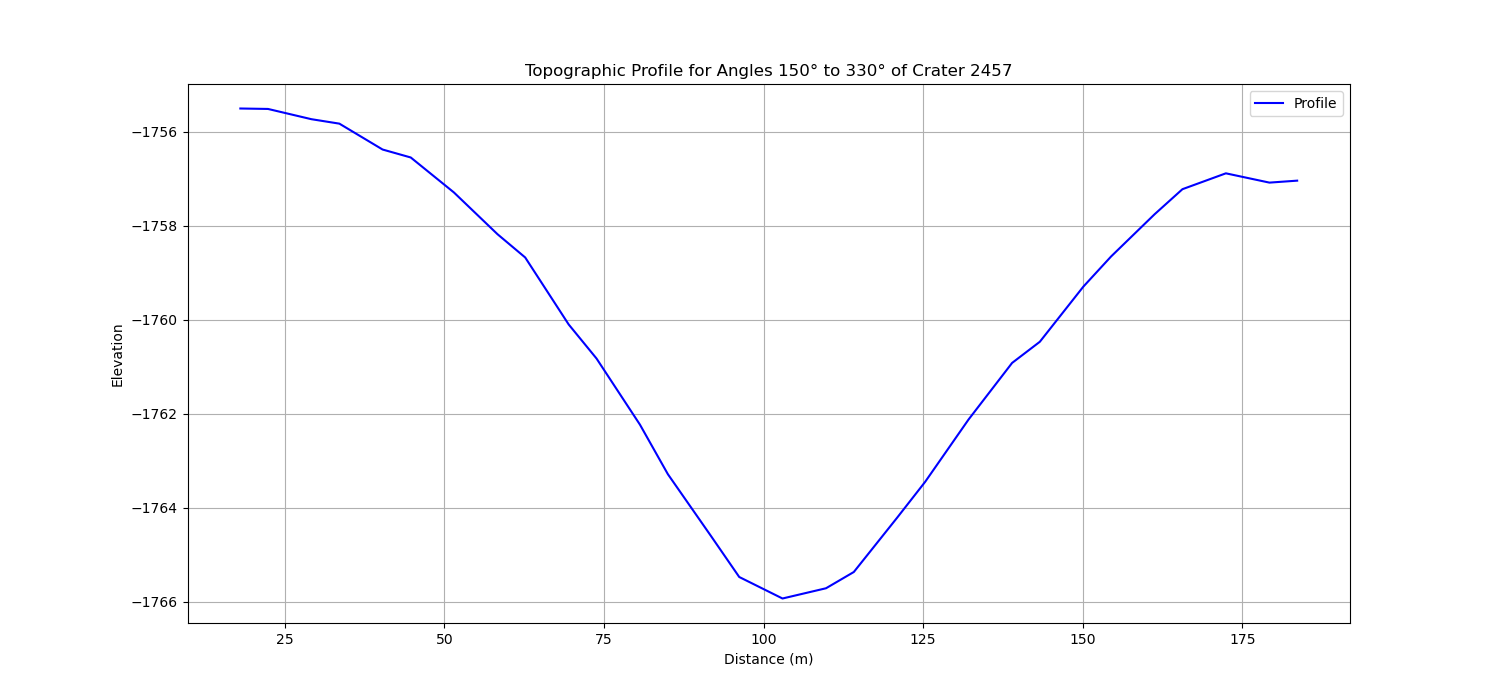 Topographic Profile for Angles 150° to 330° of Crater 2457
Profile
−1756
−1758
−1760
−1762
−1764
−1766
Elevation
25 50 75 100 125 150 175
Distance (m)